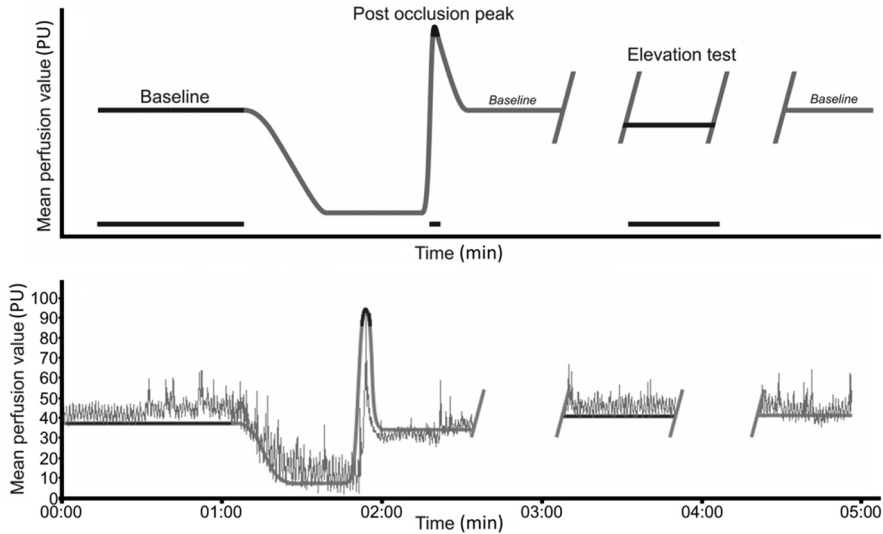 Post occlusion peak
Elevation test
Baseline
Baseline
Baseline
Mean perfusion value (PU)
Time (min)
100
90
80
70
60
50
40
30
20
10
0
Mean perfusion value (PU)
00:00
01:00
02:00
03:00
04:00
05:00
Time (min)